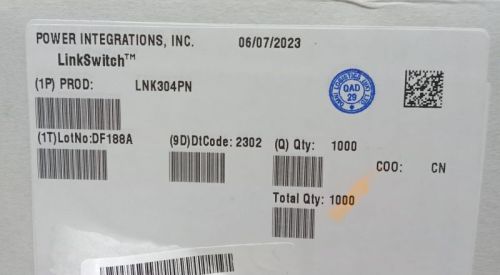 POWER INTEGRATIONS, INC. 06/07/2023
LinkSwitch™
(1P) PROD: LNK304PN
QAD
29
(1T)LotNo:DF188A (9D)DtCode: 2302 (Q) Qty: 1000
COO: CN
Total Qty: 1000